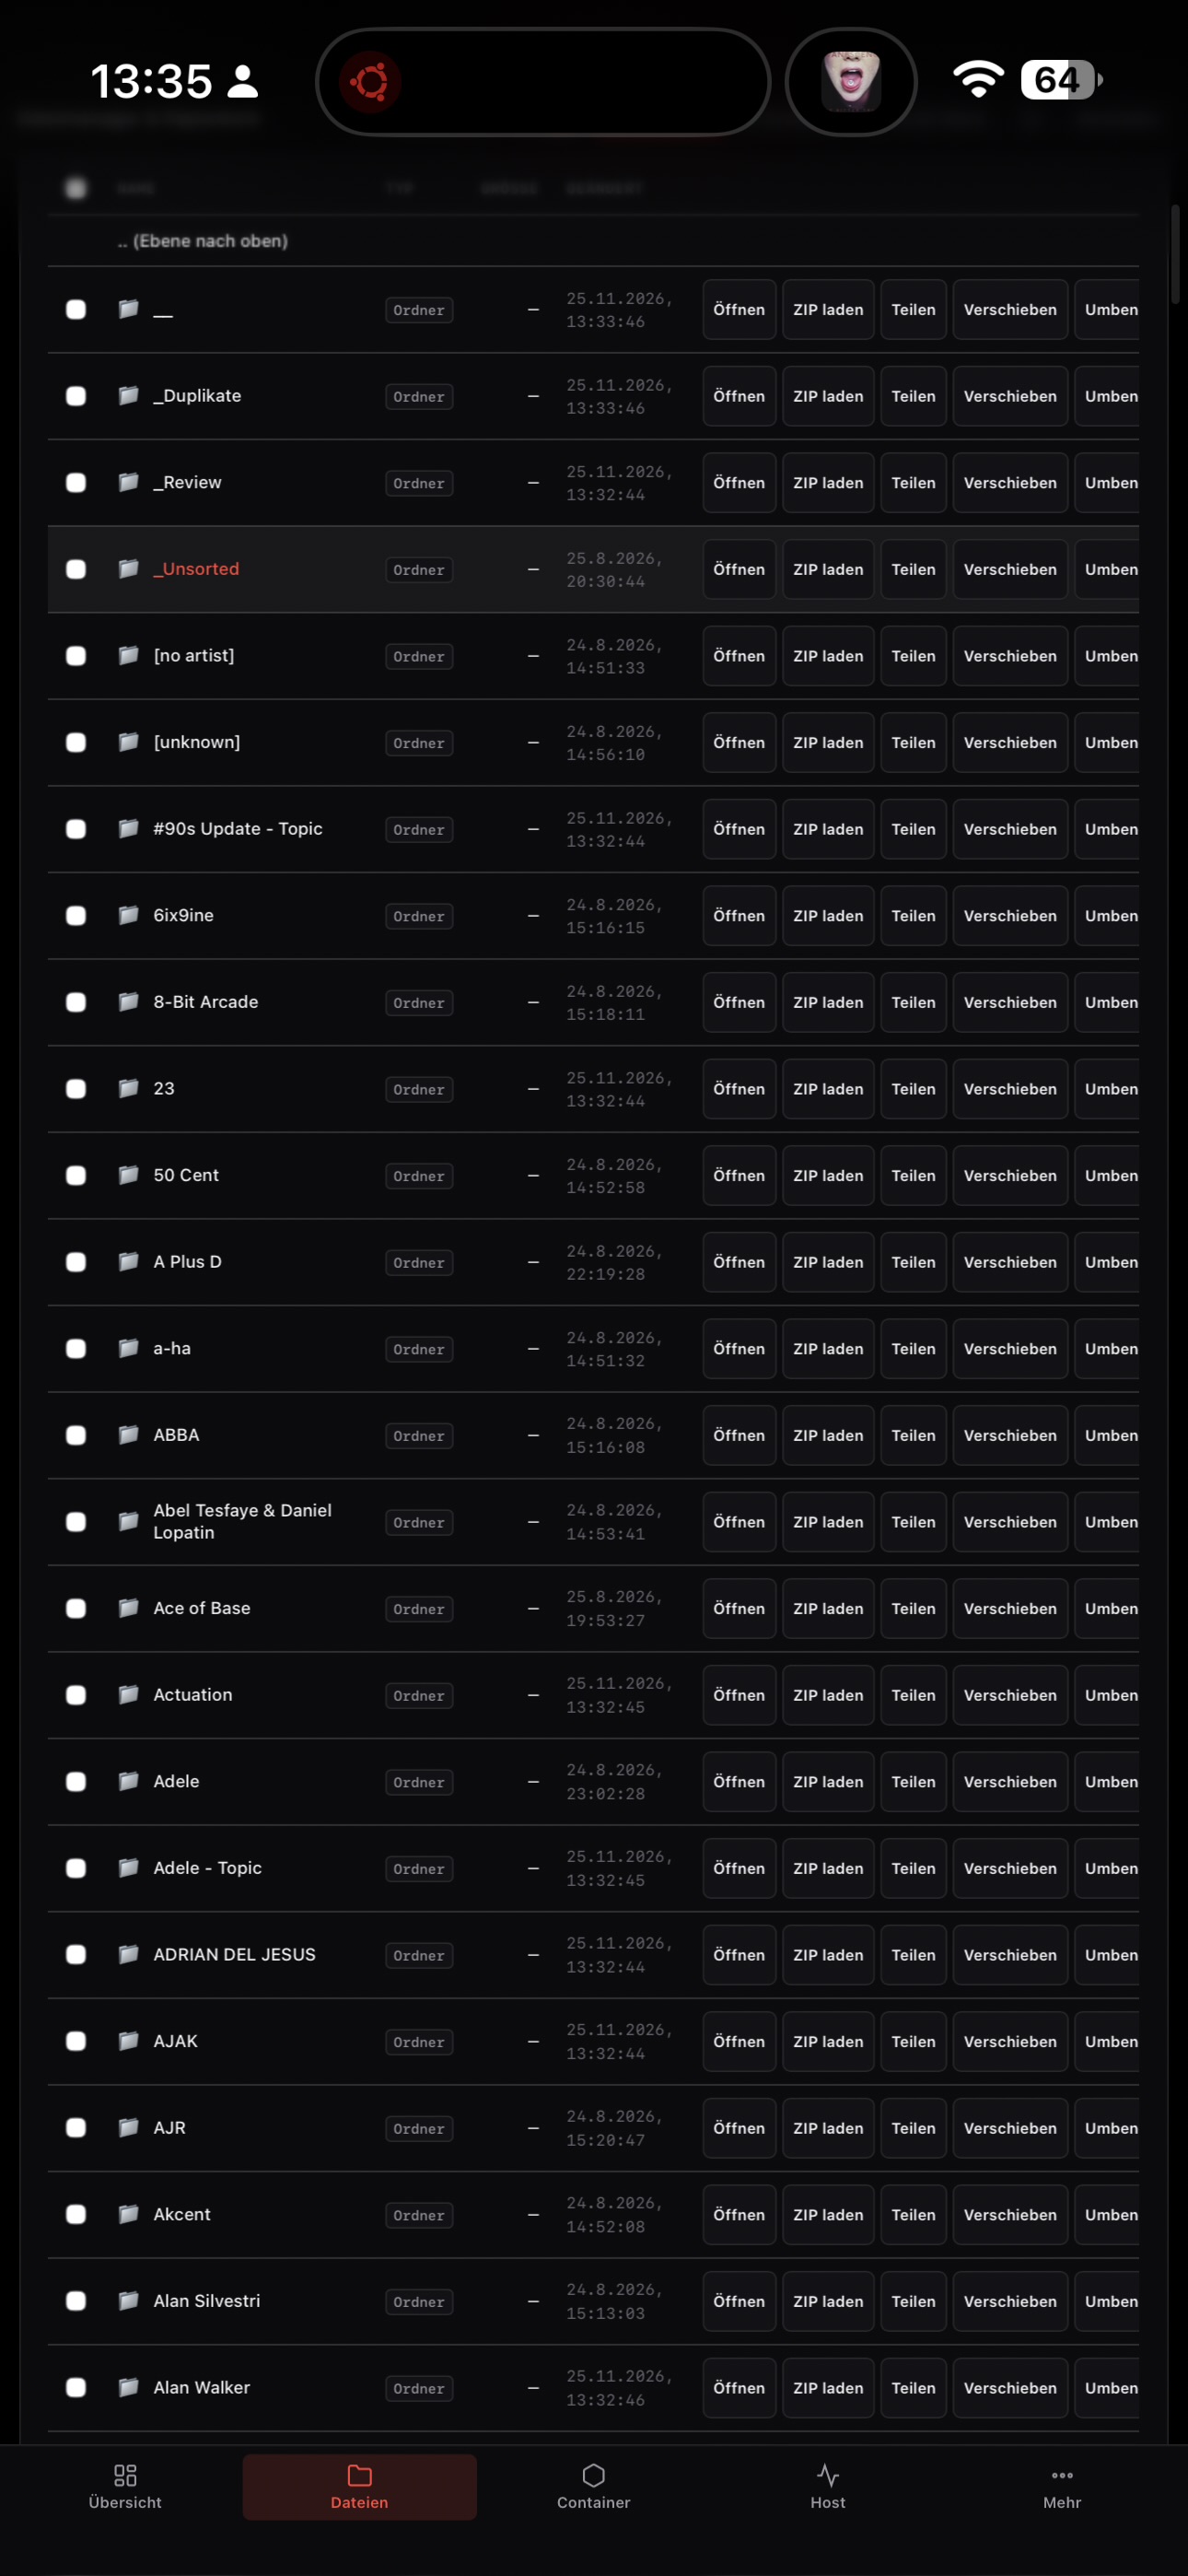 13:35
64
NAME TYP GRÖSSE GEÄNDERT
.. (Ebene nach oben)
__ Ordner – 25.11.2026, 13:33:46 Öffnen ZIP laden Teilen Verschieben Umben
_Duplikate Ordner – 25.11.2026, 13:33:46 Öffnen ZIP laden Teilen Verschieben Umben
_Review Ordner – 25.11.2026, 13:32:44 Öffnen ZIP laden Teilen Verschieben Umben
_Unsorted Ordner – 25.8.2026, 20:30:44 Öffnen ZIP laden Teilen Verschieben Umben
[no artist] Ordner – 24.8.2026, 14:51:33 Öffnen ZIP laden Teilen Verschieben Umben
[unknown] Ordner – 24.8.2026, 14:56:10 Öffnen ZIP laden Teilen Verschieben Umben
#90s Update - Topic Ordner – 25.11.2026, 13:32:44 Öffnen ZIP laden Teilen Verschieben Umben
6ix9ine Ordner – 24.8.2026, 15:16:15 Öffnen ZIP laden Teilen Verschieben Umben
8-Bit Arcade Ordner – 24.8.2026, 15:18:11 Öffnen ZIP laden Teilen Verschieben Umben
23 Ordner – 25.11.2026, 13:32:44 Öffnen ZIP laden Teilen Verschieben Umben
50 Cent Ordner – 24.8.2026, 14:52:58 Öffnen ZIP laden Teilen Verschieben Umben
A Plus D Ordner – 24.8.2026, 22:19:28 Öffnen ZIP laden Teilen Verschieben Umben
a-ha Ordner – 24.8.2026, 14:51:32 Öffnen ZIP laden Teilen Verschieben Umben
ABBA Ordner – 24.8.2026, 15:16:08 Öffnen ZIP laden Teilen Verschieben Umben
Abel Tesfaye & Daniel Lopatin Ordner – 24.8.2026, 14:53:41 Öffnen ZIP laden Teilen Verschieben Umben
Ace of Base Ordner – 25.8.2026, 19:53:27 Öffnen ZIP laden Teilen Verschieben Umben
Actuation Ordner – 25.11.2026, 13:32:45 Öffnen ZIP laden Teilen Verschieben Umben
Adele Ordner – 24.8.2026, 23:02:28 Öffnen ZIP laden Teilen Verschieben Umben
Adele - Topic Ordner – 25.11.2026, 13:32:45 Öffnen ZIP laden Teilen Verschieben Umben
ADRIAN DEL JESUS Ordner – 25.11.2026, 13:32:44 Öffnen ZIP laden Teilen Verschieben Umben
AJAK Ordner – 25.11.2026, 13:32:44 Öffnen ZIP laden Teilen Verschieben Umben
AJR Ordner – 24.8.2026, 15:20:47 Öffnen ZIP laden Teilen Verschieben Umben
Akcent Ordner – 24.8.2026, 14:52:08 Öffnen ZIP laden Teilen Verschieben Umben
Alan Silvestri Ordner – 24.8.2026, 15:13:03 Öffnen ZIP laden Teilen Verschieben Umben
Alan Walker Ordner – 25.11.2026, 13:32:46 Öffnen ZIP laden Teilen Verschieben Umben
Übersicht Dateien Container Host Mehr